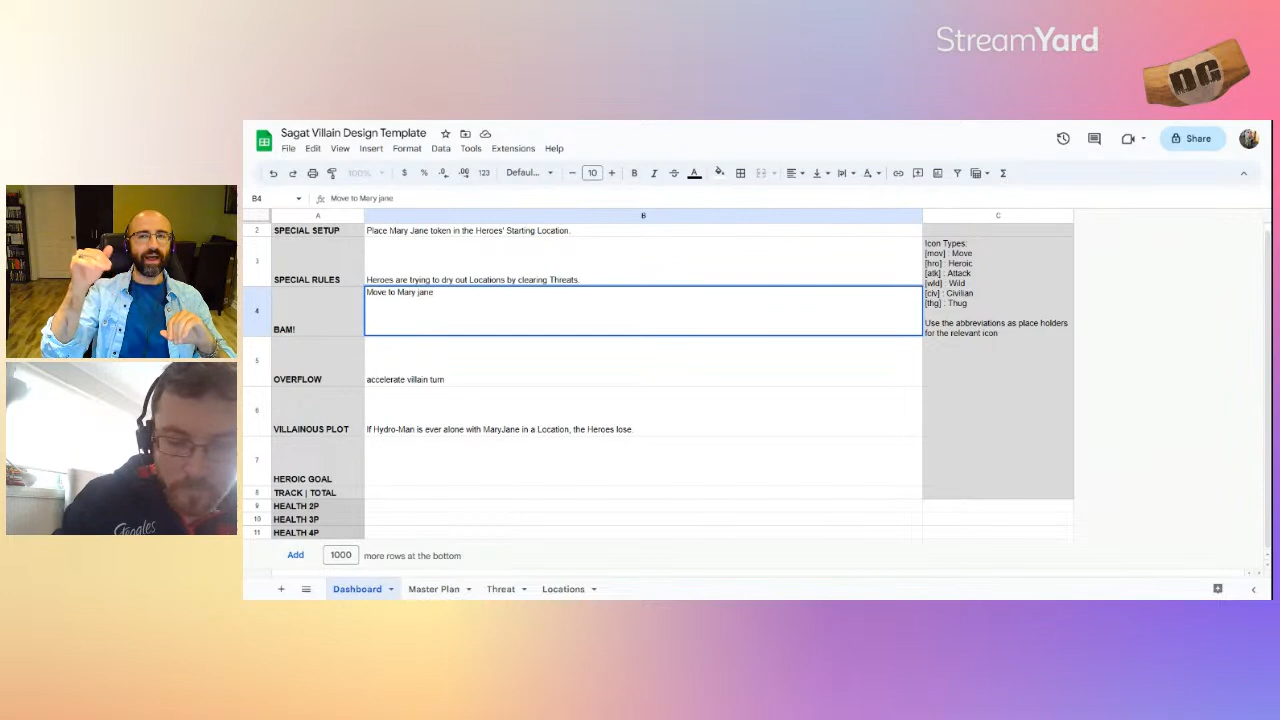 StreamYard
DG
Sagat Villain Design Template
File Edit View Insert Format Data Tools Extensions Help
Share
100% $ % .0 .00 123 Defaul... 10 B I A
B4 fx Move to Mary jane
A B C
2 SPECIAL SETUP Place Mary Jane token in the Heroes' Starting Location.
3 SPECIAL RULES Heroes are trying to dry out Locations by clearing Threats.
Icon Types:
[mov] : Move
[hro] : Heroic
[atk] : Attack
[wld] : Wild
[civ] : Civilian
[thg] : Thug
Use the abbreviations as place holders
for the relevant icon
4 BAM! Move to Mary jane
5 OVERFLOW accelerate villain turn
6 VILLAINOUS PLOT If Hydro-Man is ever alone with MaryJane in a Location, the Heroes lose.
7 HEROIC GOAL
8 TRACK | TOTAL
9 HEALTH 2P
10 HEALTH 3P
11 HEALTH 4P
Add 1000 more rows at the bottom
Dashboard Master Plan Threat Locations